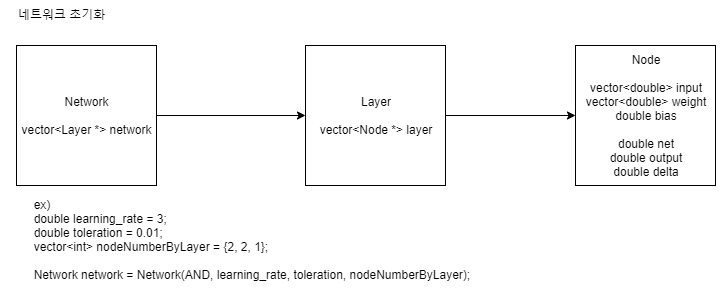 네트워크 초기화
Network
vector<Layer *> network
Layer
vector<Node *> layer
Node
vector<double> input
vector<double> weight
double bias
double net
double output
double delta
ex)
double learning_rate = 3;
double toleration = 0.01;
vector<int> nodeNumberByLayer = {2, 2, 1};
Network network = Network(AND, learning_rate, toleration, nodeNumberByLayer);